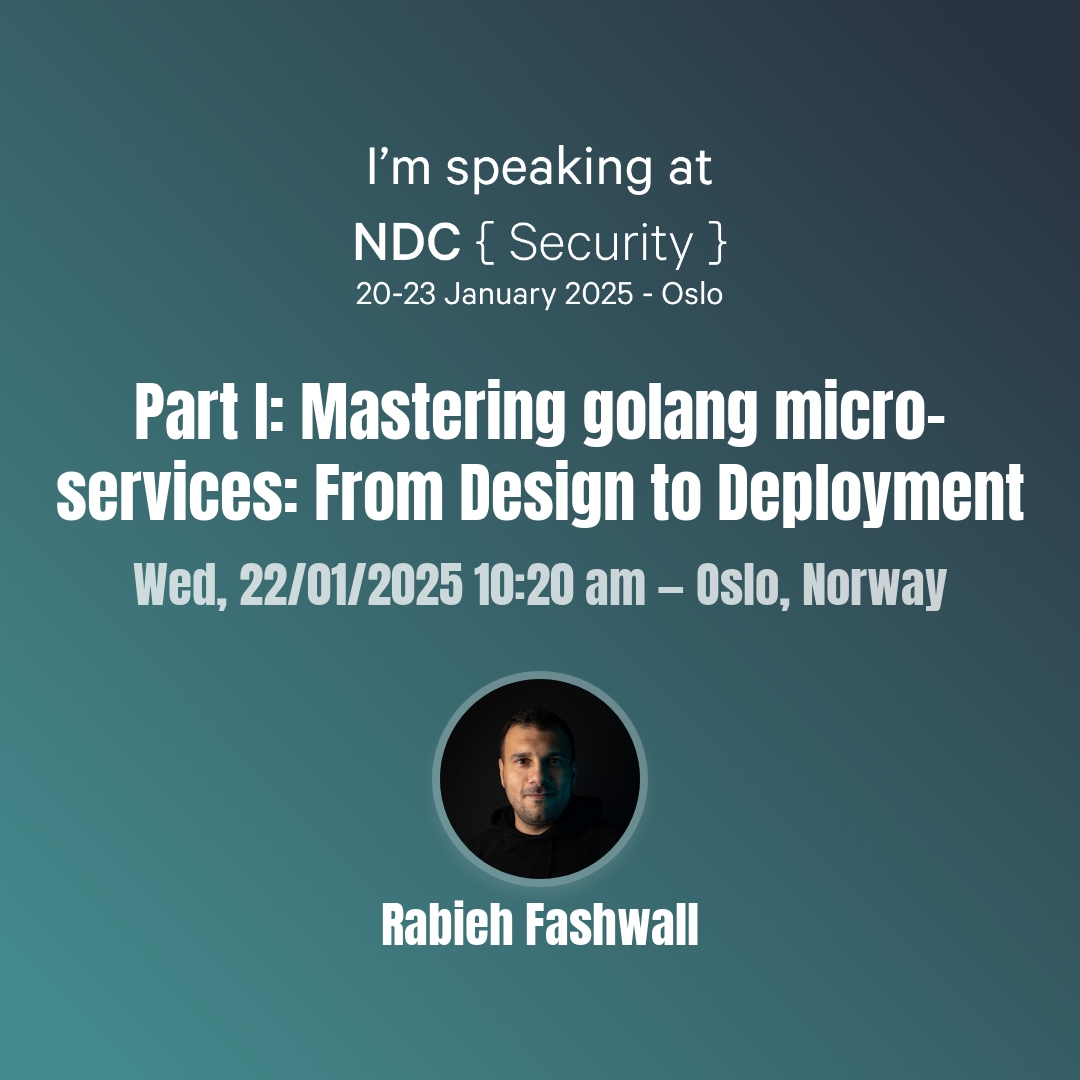 I’m speaking at
NDC { Security }
20-23 January 2025 - Oslo
Part I: Mastering golang micro-
services: From Design to Deployment
Wed, 22/01/2025 10:20 am – Oslo, Norway
Rabieh Fashwall